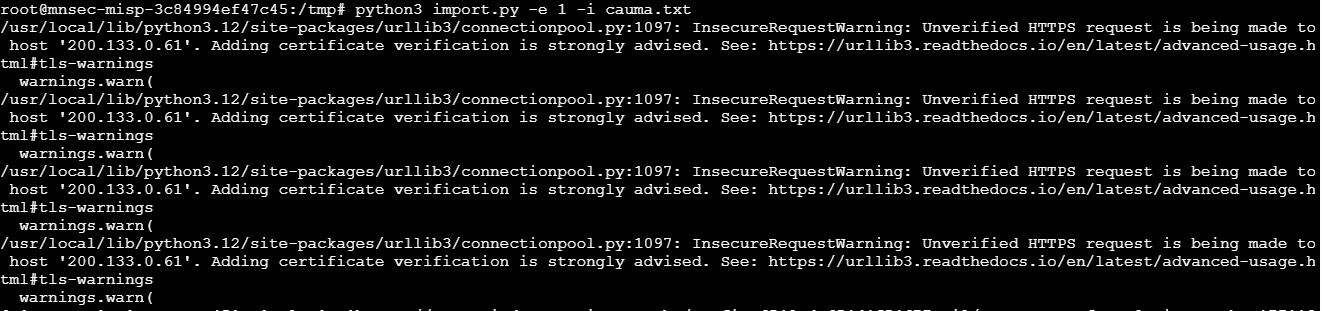 root@mnsec-misp-3c84994ef47c45:/tmp# python3 import.py -e 1 -i cauma.txt
/usr/local/lib/python3.12/site-packages/urllib3/connectionpool.py:1097: InsecureRequestWarning: Unverified HTTPS request is being made to
host '200.133.0.61'. Adding certificate verification is strongly advised. See: https://urllib3.readthedocs.io/en/latest/advanced-usage.h
tml#tls-warnings
warnings.warn(
/usr/local/lib/python3.12/site-packages/urllib3/connectionpool.py:1097: InsecureRequestWarning: Unverified HTTPS request is being made to
host '200.133.0.61'. Adding certificate verification is strongly advised. See: https://urllib3.readthedocs.io/en/latest/advanced-usage.h
tml#tls-warnings
warnings.warn(
/usr/local/lib/python3.12/site-packages/urllib3/connectionpool.py:1097: InsecureRequestWarning: Unverified HTTPS request is being made to
host '200.133.0.61'. Adding certificate verification is strongly advised. See: https://urllib3.readthedocs.io/en/latest/advanced-usage.h
tml#tls-warnings
warnings.warn(
/usr/local/lib/python3.12/site-packages/urllib3/connectionpool.py:1097: InsecureRequestWarning: Unverified HTTPS request is being made to
host '200.133.0.61'. Adding certificate verification is strongly advised. See: https://urllib3.readthedocs.io/en/latest/advanced-usage.h
tml#tls-warnings
warnings.warn(